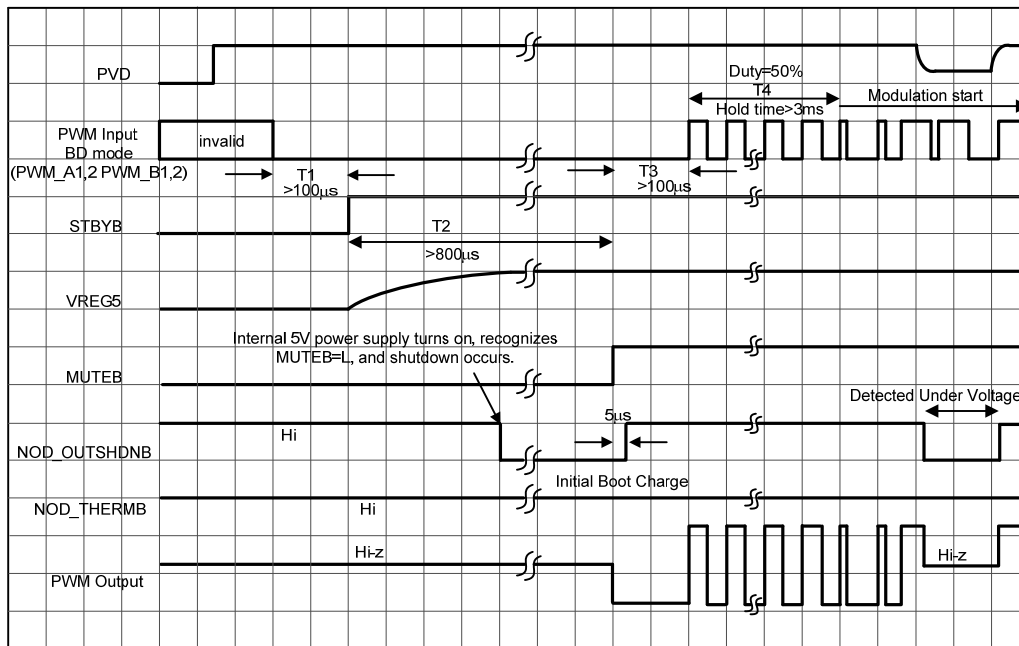 PVD
Duty=50%
T4
Hold time>3ms
Modulation start
PWM Input
BD mode
(PWM_A1,2 PWM_B1,2)
invalid
T1
>100μs
T3
>100μs
STBYB
T2
>800μs
VREG5
Internal 5V power supply turns on, recognizes
MUTEB=L, and shutdown occurs.
MUTEB
Detected Under Voltage
5μs
Hi
NOD_OUTSHDNB
Initial Boot Charge
NOD_THERMB
Hi
Hi-z
Hi-z
PWM Output